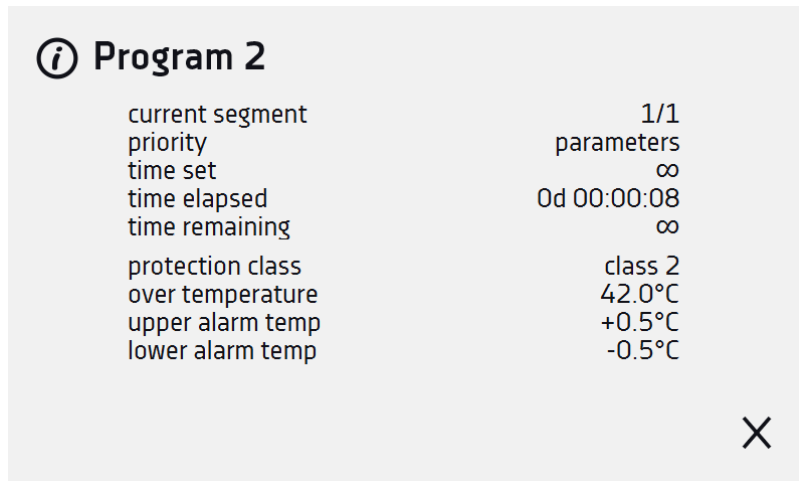 Program 2
current segment 1/1
priority parameters
time set ∞
time elapsed 0d 00:00:08
time remaining ∞
protection class class 2
over temperature 42.0°C
upper alarm temp +0.5°C
lower alarm temp -0.5°C